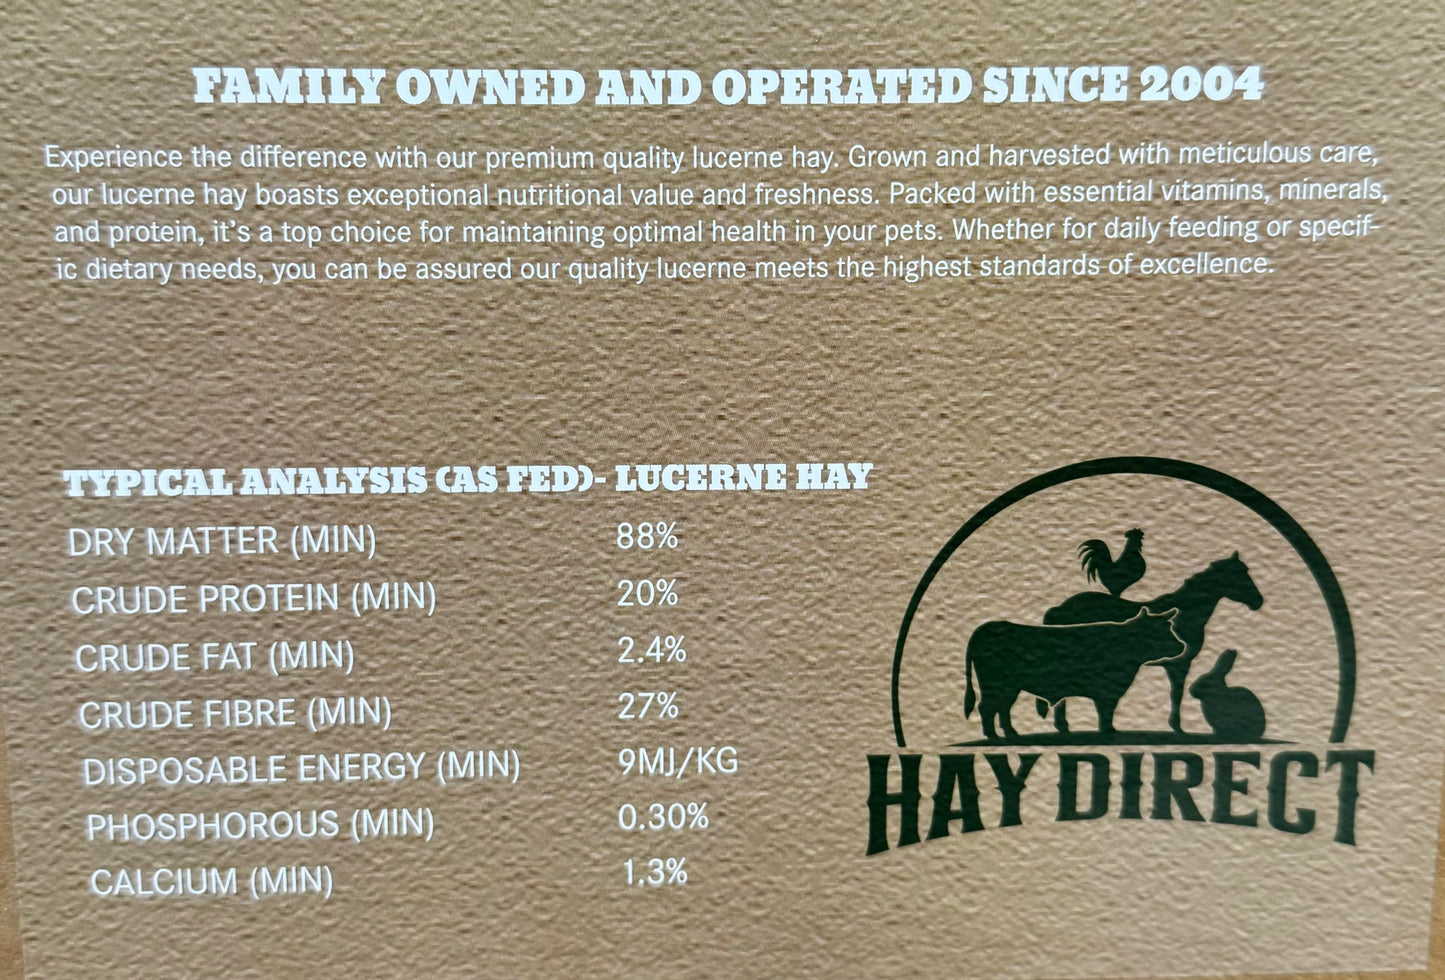 FAMILY OWNED AND OPERATED SINCE 2004
Experience the difference with our premium quality lucerne hay. Grown and harvested with meticulous care,
our lucerne hay boasts exceptional nutritional value and freshness. Packed with essential vitamins, minerals,
and protein, it's a top choice for maintaining optimal health in your pets. Whether for daily feeding or specif-
ic dietary needs, you can be assured our quality lucerne meets the highest standards of excellence.
TYPICAL ANALYSIS (AS FED)- LUCERNE HAY
DRY MATTER (MIN) 88%
CRUDE PROTEIN (MIN) 20%
CRUDE FAT (MIN) 2.4%
CRUDE FIBRE (MIN) 27%
DISPOSABLE ENERGY (MIN) 9MJ/KG
PHOSPHOROUS (MIN) 0.30%
CALCIUM (MIN) 1.3%
HAY DIRECT